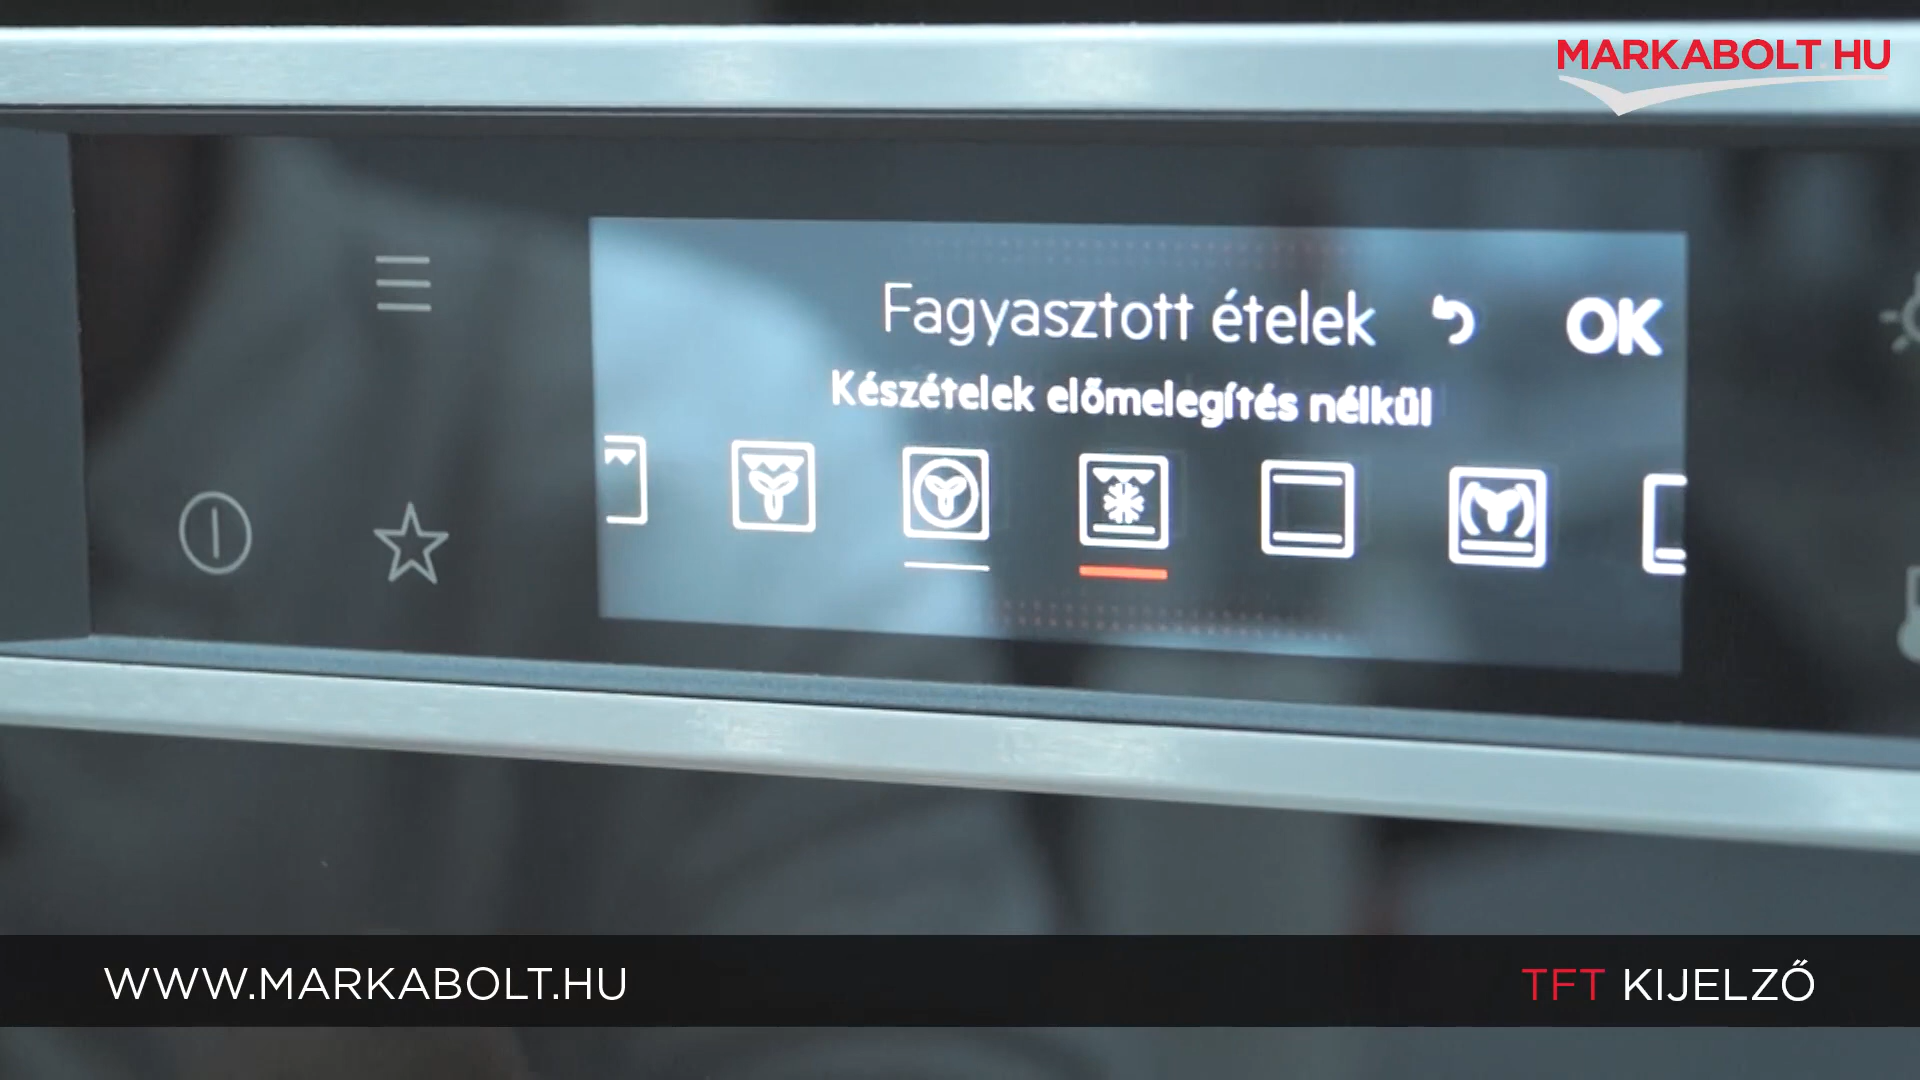 MARKABOLT.HU
Fagyasztott ételek
OK
Készételek előmelegítés nélkül
WWW.MARKABOLT.HU
TFT KIJELZŐ